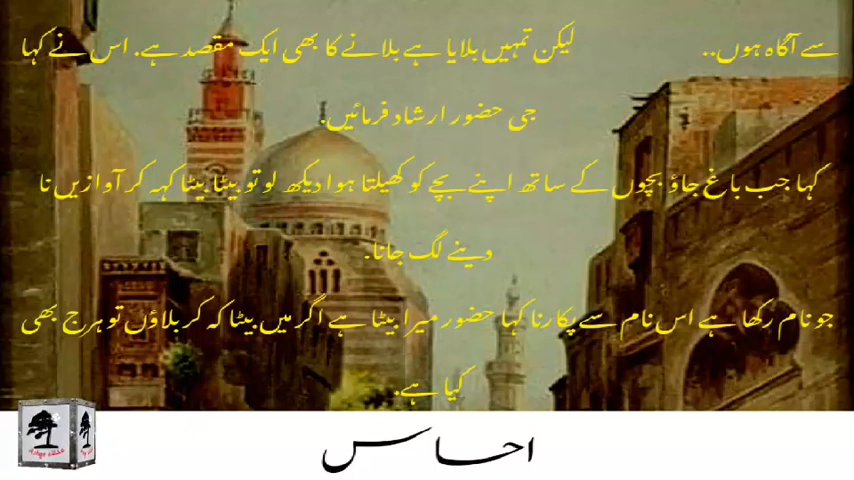 سے آگاہ ہوں.. لیکن تمہیں بلایا ہے بلانے کا بھی ایک مقصد ہے. اس نے کہا
جی حضور ارشاد فرمائیں.
کہا جب باغ جاؤ بچوں کے ساتھ اپنے بچے کو کھیلتا ہوا دیکھ لو تو بیٹا بیٹا کہہ کر آوازیں نا
دینے لگ جانا.
جو نام رکھا ہے اس نام سے پکارنا کہا حضور میرا بیٹا ہے اگر میں بیٹا کہ کر بلاؤں تو ہرج بھی
کیا ہے.
احساس